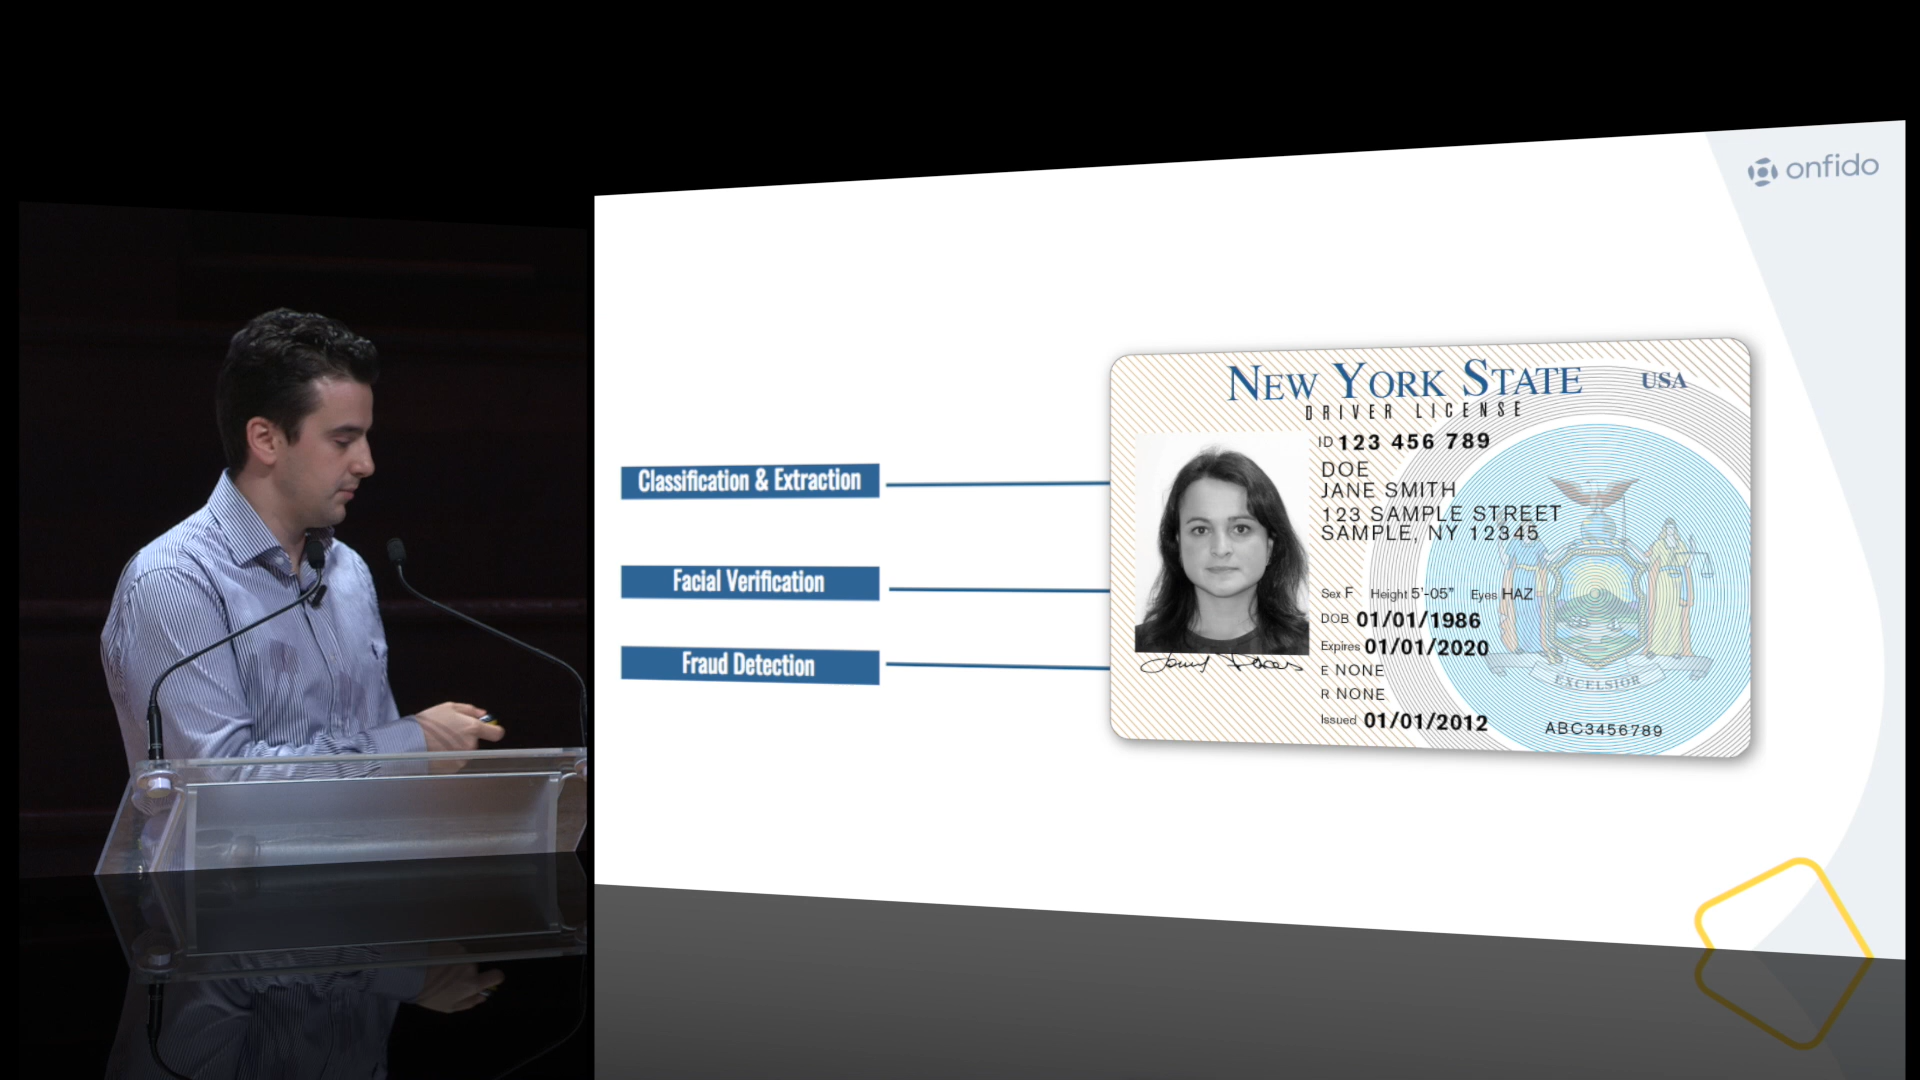 onfido
Classification & Extraction
Facial Verification
Fraud Detection
NEW YORK STATE
USA
DRIVER LICENSE
ID 123 456 789
DOE
JANE SMITH
123 SAMPLE STREET
SAMPLE, NY 12345
Sex F Height 5'-05" Eyes HAZ
DOB 01/01/1986
Expires 01/01/2020
E NONE
R NONE
Issued 01/01/2012
EXCELSIOR
ABC3456789